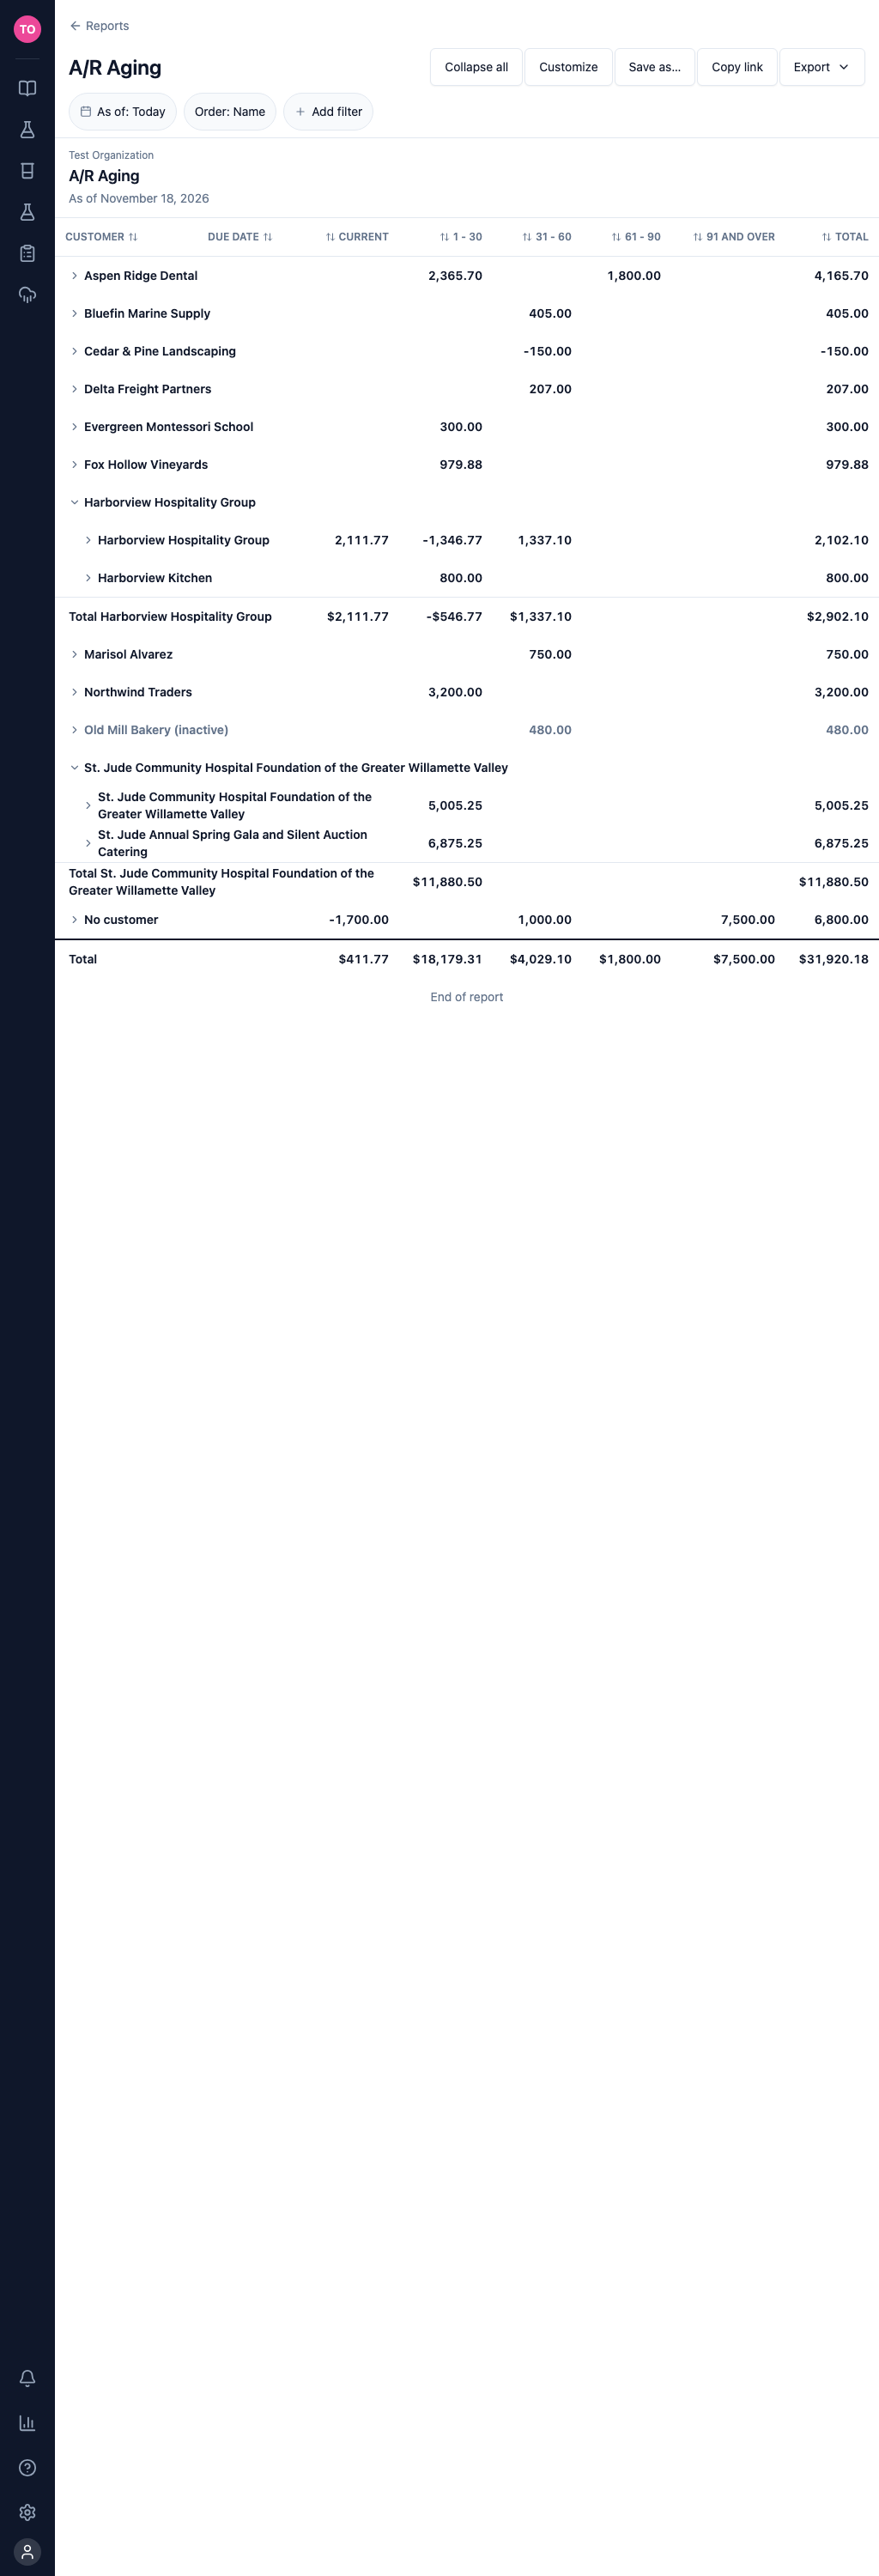 TO
Reports
A/R Aging
Collapse all Customize Save as... Copy link Export
As of: Today Order: Name Add filter
Test Organization
A/R Aging
As of November 18, 2026
CUSTOMER DUE DATE CURRENT 1 - 30 31 - 60 61 - 90 91 AND OVER TOTAL
Aspen Ridge Dental 2,365.70 1,800.00 4,165.70
Bluefin Marine Supply 405.00 405.00
Cedar & Pine Landscaping -150.00 -150.00
Delta Freight Partners 207.00 207.00
Evergreen Montessori School 300.00 300.00
Fox Hollow Vineyards 979.88 979.88
Harborview Hospitality Group
Harborview Hospitality Group 2,111.77 -1,346.77 1,337.10 2,102.10
Harborview Kitchen 800.00 800.00
Total Harborview Hospitality Group $2,111.77 -$546.77 $1,337.10 $2,902.10
Marisol Alvarez 750.00 750.00
Northwind Traders 3,200.00 3,200.00
Old Mill Bakery (inactive) 480.00 480.00
St. Jude Community Hospital Foundation of the Greater Willamette Valley
St. Jude Community Hospital Foundation of the
Greater Willamette Valley 5,005.25 5,005.25
St. Jude Annual Spring Gala and Silent Auction
Catering 6,875.25 6,875.25
Total St. Jude Community Hospital Foundation of the
Greater Willamette Valley $11,880.50 $11,880.50
No customer -1,700.00 1,000.00 7,500.00 6,800.00
Total $411.77 $18,179.31 $4,029.10 $1,800.00 $7,500.00 $31,920.18
End of report